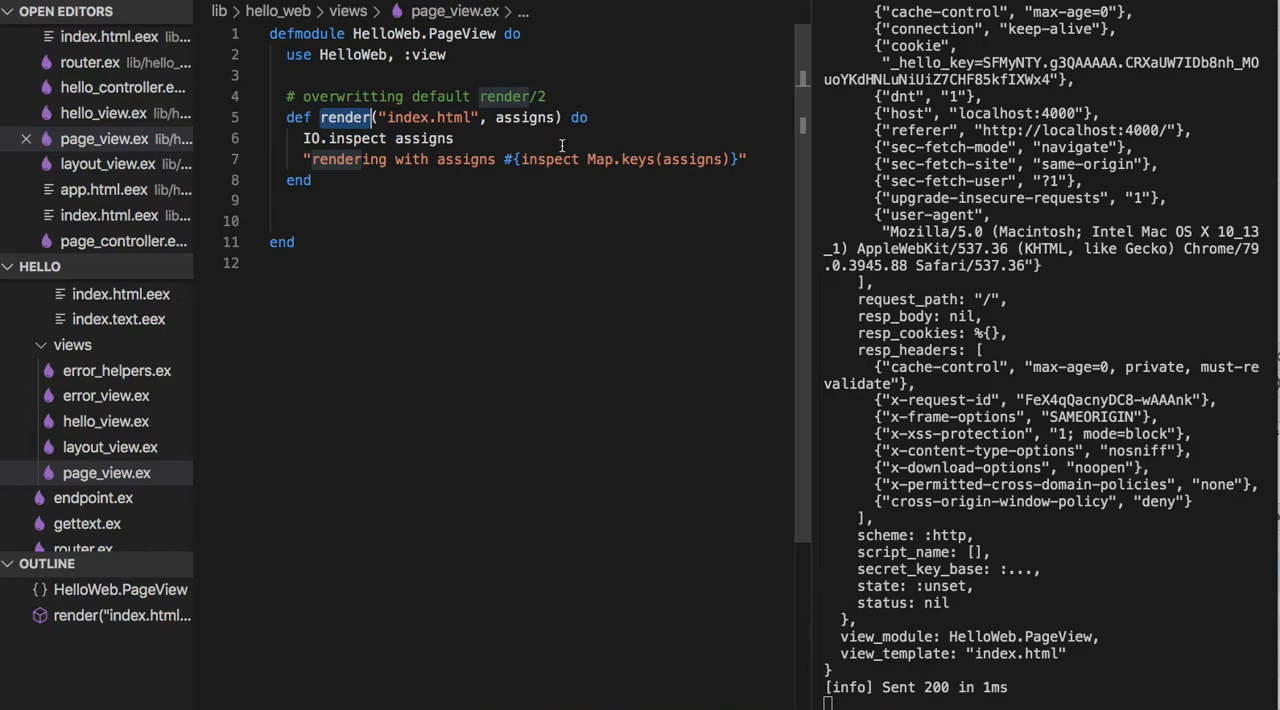 OPEN EDITORS
index.html.eex lib...
router.ex lib/hello_...
hello_controller.e...
hello_view.ex lib/h...
page_view.ex lib/h...
layout_view.ex lib/...
app.html.eex lib/h...
index.html.eex lib...
page_controller.e...
HELLO
index.html.eex
index.text.eex
views
error_helpers.ex
error_view.ex
hello_view.ex
layout_view.ex
page_view.ex
endpoint.ex
gettext.ex
router.ex
OUTLINE
{} HelloWeb.PageView
render("index.html...
lib > hello_web > views > page_view.ex > ...
1 defmodule HelloWeb.PageView do
2 use HelloWeb, :view
3
4 # overwritting default render/2
5 def render("index.html", assigns) do
6 IO.inspect assigns
7 "rendering with assigns #{inspect Map.keys(assigns)}"
8 end
9
10
11 end
12
{"cache-control", "max-age=0"},
{"connection", "keep-alive"},
{"cookie",
"_hello_key=SFMyNTY.g3QAAAAA.CRXaUW7IDb8nh_MO
uoYKdHNLuNiUiZ7CHF85kfIXWx4"},
{"dnt", "1"},
{"host", "localhost:4000"},
{"referer", "http://localhost:4000/"},
{"sec-fetch-mode", "navigate"},
{"sec-fetch-site", "same-origin"},
{"sec-fetch-user", "?1"},
{"upgrade-insecure-requests", "1"},
{"user-agent",
"Mozilla/5.0 (Macintosh; Intel Mac OS X 10_13
_1) AppleWebKit/537.36 (KHTML, like Gecko) Chrome/79
.0.3945.88 Safari/537.36"}
],
request_path: "/",
resp_body: nil,
resp_cookies: %{},
resp_headers: [
{"cache-control", "max-age=0, private, must-re
validate"},
{"x-request-id", "FeX4qQacnyDC8-wAAAnk"},
{"x-frame-options", "SAMEORIGIN"},
{"x-xss-protection", "1; mode=block"},
{"x-content-type-options", "nosniff"},
{"x-download-options", "noopen"},
{"x-permitted-cross-domain-policies", "none"},
{"cross-origin-window-policy", "deny"}
],
scheme: :http,
script_name: [],
secret_key_base: :...,
state: :unset,
status: nil
},
view_module: HelloWeb.PageView,
view_template: "index.html"
}
[info] Sent 200 in 1ms